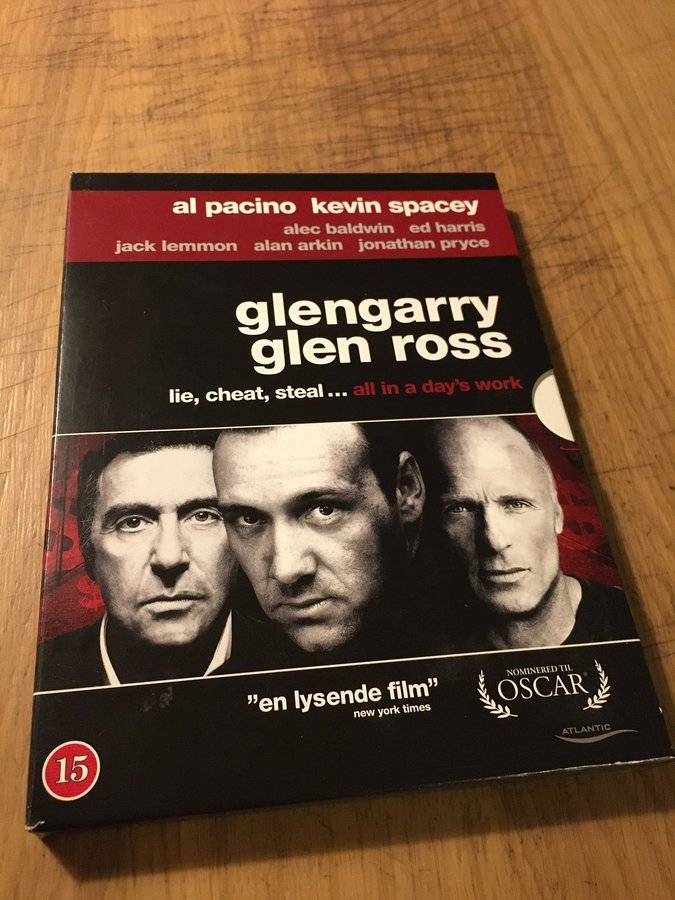 al pacino kevin spacey
alec baldwin ed harris
jack lemmon alan arkin jonathan pryce
glengarry
glen ross
lie, cheat, steal... all in a day's work
"en lysende film"
new york times
NOMINERED TIL
OSCAR®
ATLANTIC
15